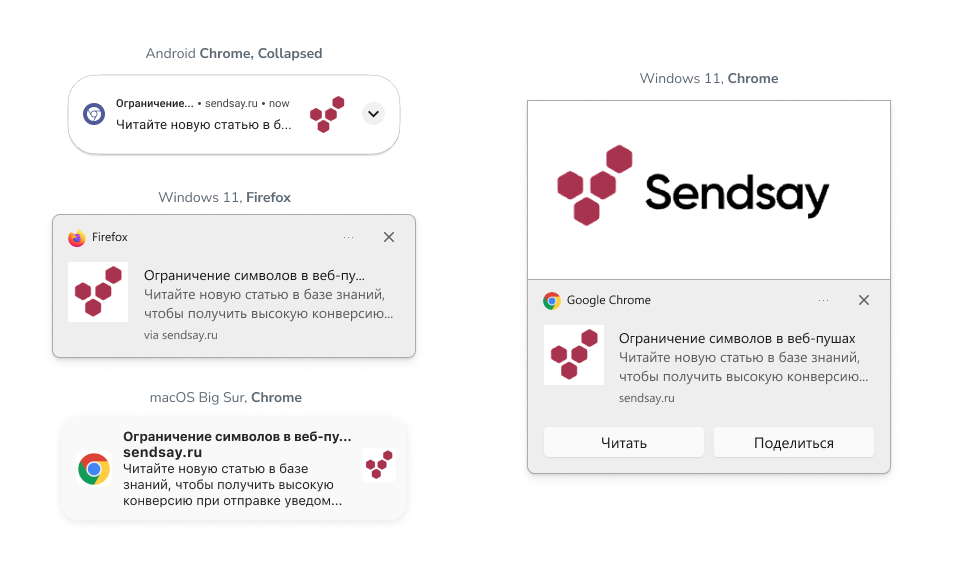 Android Chrome, Collapsed
Ограничение... • sendsay.ru • now
Читайте новую статью в б...
Windows 11, Firefox
Firefox
Ограничение символов в веб-пу...
Читайте новую статью в базе знаний,
чтобы получить высокую конверсию...
via sendsay.ru
macOS Big Sur, Chrome
Ограничение символов в веб-пу...
sendsay.ru
Читайте новую статью в базе
знаний, чтобы получить высокую
конверсию при отправке уведом...
Windows 11, Chrome
Sendsay
Google Chrome
Ограничение символов в веб-пушах
Читайте новую статью в базе знаний,
чтобы получить высокую конверсию...
sendsay.ru
Читать
Поделиться